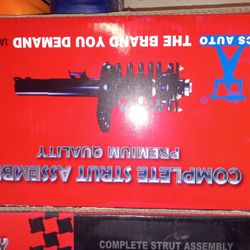 COMPLETE STRUT ASSEMB
PREMIUM QUALITY
CS AUTO THE BRAND YOU DEMAND
COMPLETE STRUT ASSEMBLY